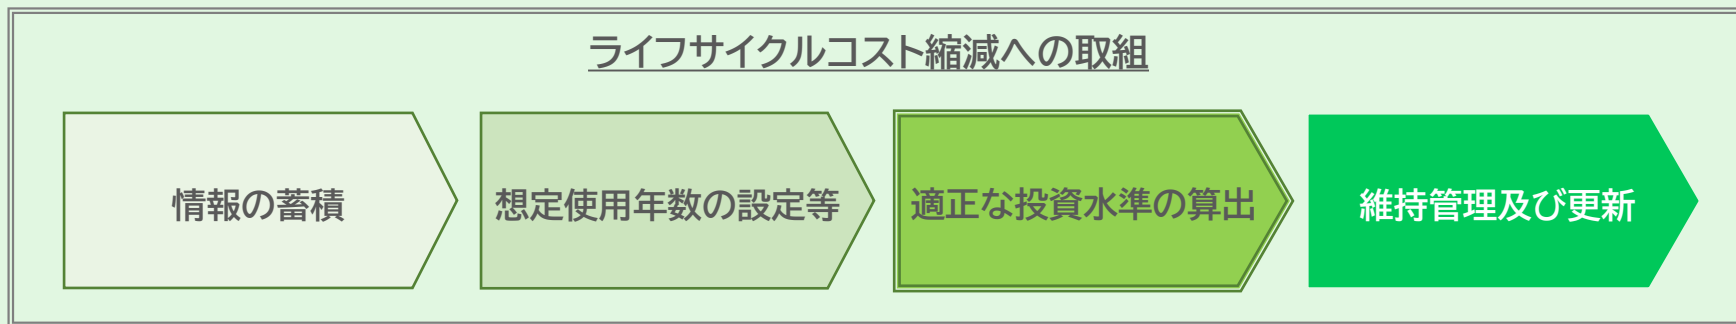 ライフサイクルコスト縮減への取組
情報の蓄積
想定使用年数の設定等
適正な投資水準の算出
維持管理及び更新